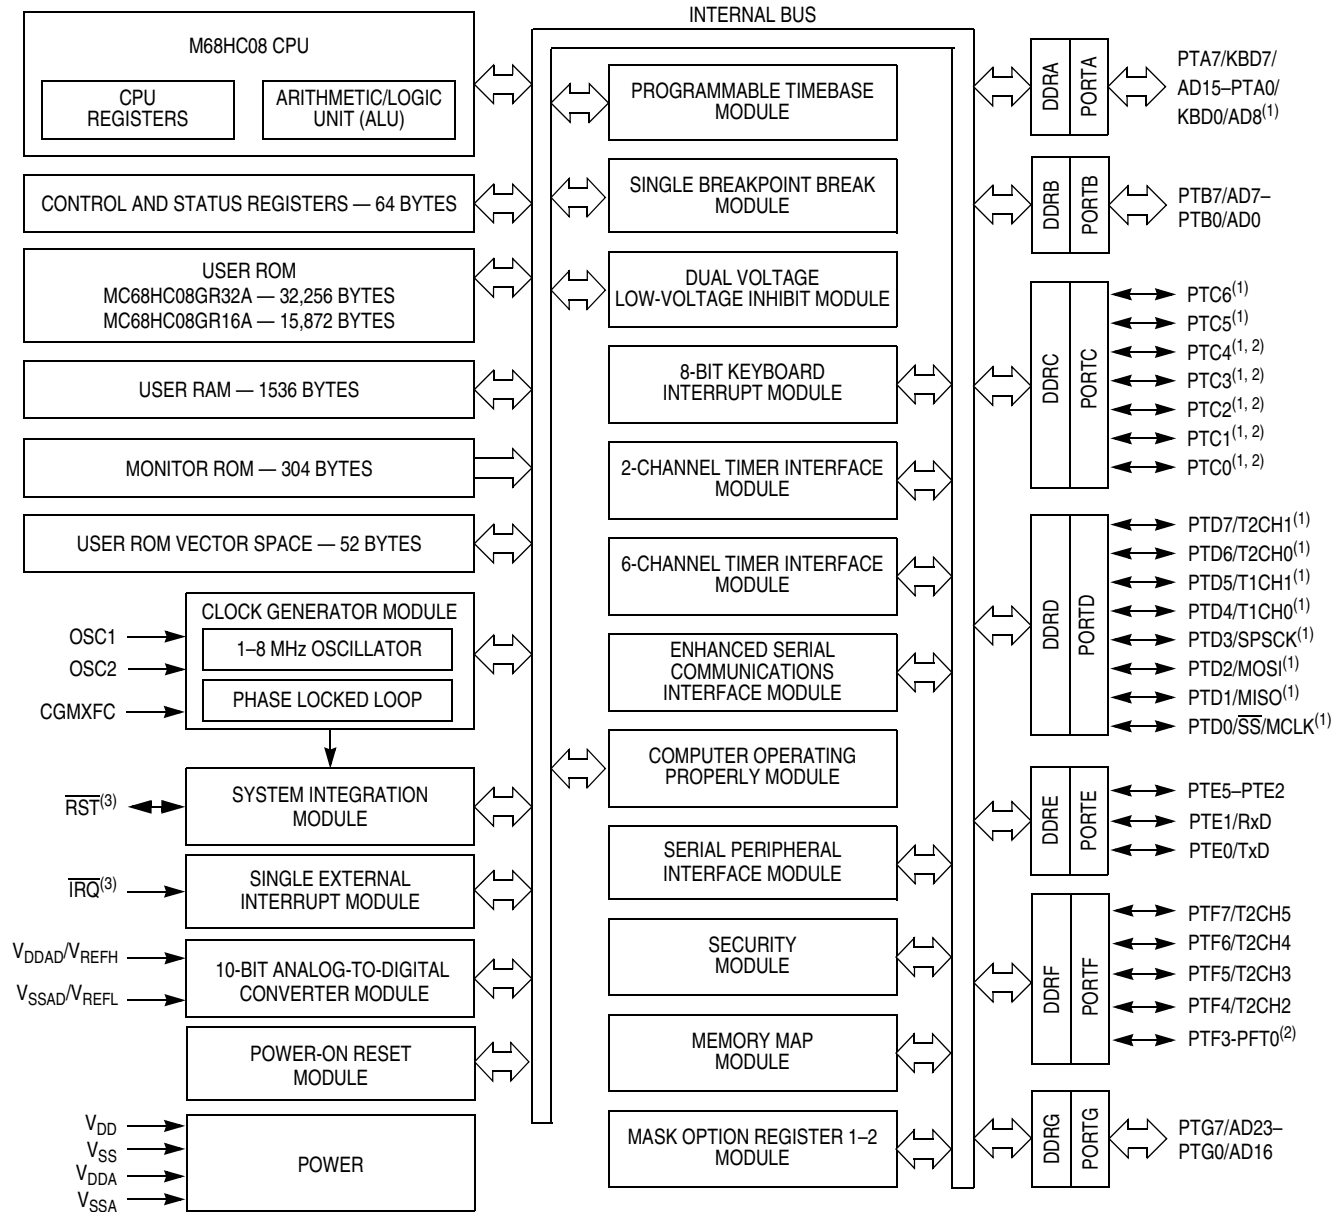 INTERNAL BUS
M68HC08 CPU
CPU
REGISTERS
ARITHMETIC/LOGIC
UNIT (ALU)
CONTROL AND STATUS REGISTERS — 64 BYTES
USER ROM
MC68HC08GR32A — 32,256 BYTES
MC68HC08GR16A — 15,872 BYTES
USER RAM — 1536 BYTES
MONITOR ROM — 304 BYTES
USER ROM VECTOR SPACE — 52 BYTES
CLOCK GENERATOR MODULE
1–8 MHz OSCILLATOR
PHASE LOCKED LOOP
OSC1
OSC2
CGMXFC
SYSTEM INTEGRATION
MODULE
RST(3)
SINGLE EXTERNAL
INTERRUPT MODULE
IRQ(3)
10-BIT ANALOG-TO-DIGITAL
CONVERTER MODULE
VDDAD/VREFH
VSSAD/VREFL
POWER-ON RESET
MODULE
POWER
VDD
VSS
VDDA
VSSA
PROGRAMMABLE TIMEBASE
MODULE
SINGLE BREAKPOINT BREAK
MODULE
DUAL VOLTAGE
LOW-VOLTAGE INHIBIT MODULE
8-BIT KEYBOARD
INTERRUPT MODULE
2-CHANNEL TIMER INTERFACE
MODULE
6-CHANNEL TIMER INTERFACE
MODULE
ENHANCED SERIAL
COMMUNICATIONS
INTERFACE MODULE
COMPUTER OPERATING
PROPERLY MODULE
SERIAL PERIPHERAL
INTERFACE MODULE
SECURITY
MODULE
MEMORY MAP
MODULE
MASK OPTION REGISTER 1–2
MODULE
DDRA
PORTA
PTA7/KBD7/
AD15–PTA0/
KBD0/AD8(1)
DDRB
PORTB
PTB7/AD7–
PTB0/AD0
DDRC
PORTC
PTC6(1)
PTC5(1)
PTC4(1, 2)
PTC3(1, 2)
PTC2(1, 2)
PTC1(1, 2)
PTC0(1, 2)
DDRD
PORTD
PTD7/T2CH1(1)
PTD6/T2CH0(1)
PTD5/T1CH1(1)
PTD4/T1CH0(1)
PTD3/SPSCK(1)
PTD2/MOSI(1)
PTD1/MISO(1)
PTD0/SS/MCLK(1)
DDRE
PORTE
PTE5–PTE2
PTE1/RxD
PTE0/TxD
DDRF
PORTF
PTF7/T2CH5
PTF6/T2CH4
PTF5/T2CH3
PTF4/T2CH2
PTF3-PFT0(2)
DDRG
PORTG
PTG7/AD23–
PTG0/AD16